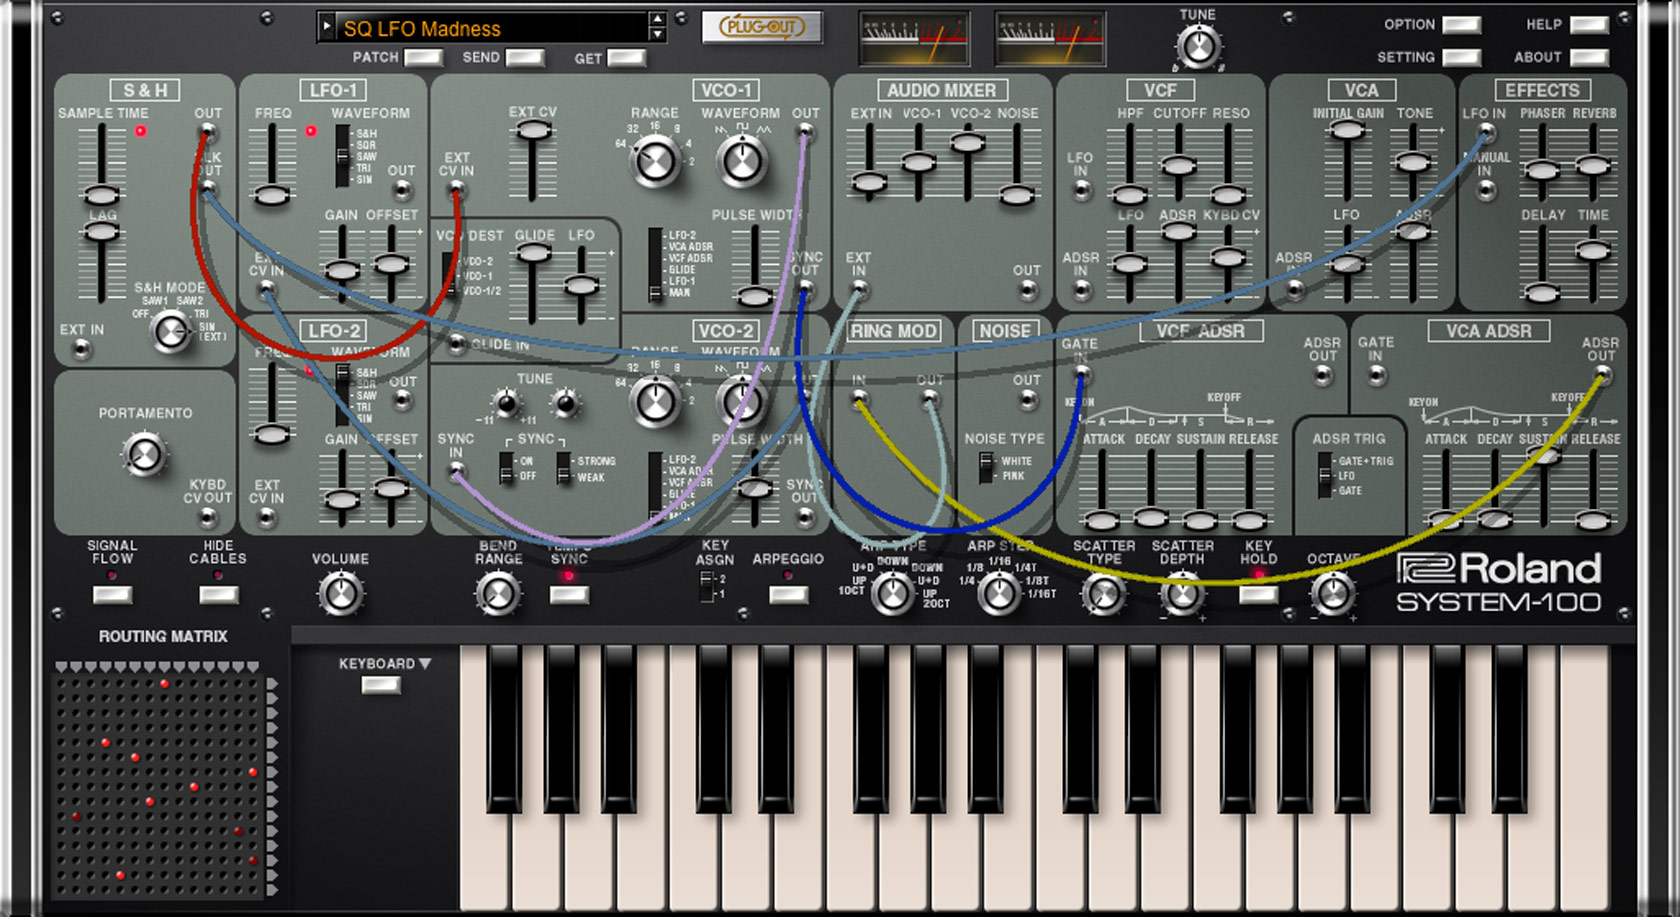 SQ LFO Madness
PLUG-OUT
TUNE
OPTION
HELP
PATCH
SEND
GET
SETTING
ABOUT
S & H
LFO-1
VCO-1
AUDIO MIXER
VCF
VCA
EFFECTS
SAMPLE TIME
OUT
FREQ
WAVEFORM
EXT CV
RANGE
WAVEFORM
OUT
EXT IN
VCO-1
VCO-2
NOISE
HPF
CUTOFF
RESO
INITIAL GAIN
TONE
LFO IN
PHASER
REVERB
S&H
SQR
SAW
TRI
SIN
64
32
16
8
4
2
OUT
EXT
CV IN
LFO
IN
MANUAL
IN
LAG
GAIN
OFFSET
PULSE WIDTH
LFO
ADSR
KYBD CV
LFO
ADSR
DELAY
TIME
VCO DEST
GLIDE
LFO
VCO-2
VCO-1
VCO-1/2
LFO-2
VCA ADSR
VCF ADSR
GLIDE
LFO-1
MAN
SYNC
OUT
EXT
IN
OUT
ADSR
IN
ADSR
IN
EXT
CV IN
S&H MODE
SAW1
SAW2
OFF
TRI
SIN
(EXT)
EXT IN
LFO-2
GLIDE IN
VCO-2
RING MOD
NOISE
VCF ADSR
VCA ADSR
FREQ
WAVEFORM
RANGE
WAVEFORM
GATE
IN
ADSR
OUT
GATE
IN
ADSR
OUT
S&H
SQR
SAW
TRI
SIN
OUT
TUNE
-11
+11
64
32
16
8
4
2
IN
OUT
OUT
KEYON
KEYOFF
A
D
S
R
KEYON
KEYOFF
A
D
S
R
PORTAMENTO
GAIN
OFFSET
SYNC
IN
SYNC
ON
OFF
STRONG
WEAK
PULSE WIDTH
LFO-2
VCA ADSR
VCF ADSR
GLIDE
NOISE TYPE
WHITE
PINK
ATTACK
DECAY
SUSTAIN
RELEASE
ADSR TRIG
GATE+TRIG
LFO
GATE
ATTACK
DECAY
SUSTAIN
RELEASE
KYBD
CV OUT
EXT
CV IN
SYNC
OUT
SIGNAL
FLOW
HIDE
CABLES
VOLUME
BEND
RANGE
TEMPO
SYNC
KEY
ASGN
2
1
ARPEGGIO
ARP TYPE
U+D
DOWN
DOWN
UP
U+D
1OCT
UP
2OCT
ARP STEP
1/8
1/16
1/4T
1/4
1/8T
1/16T
SCATTER
TYPE
SCATTER
DEPTH
KEY
HOLD
OCTAVE
Roland
SYSTEM-100
ROUTING MATRIX
KEYBOARD